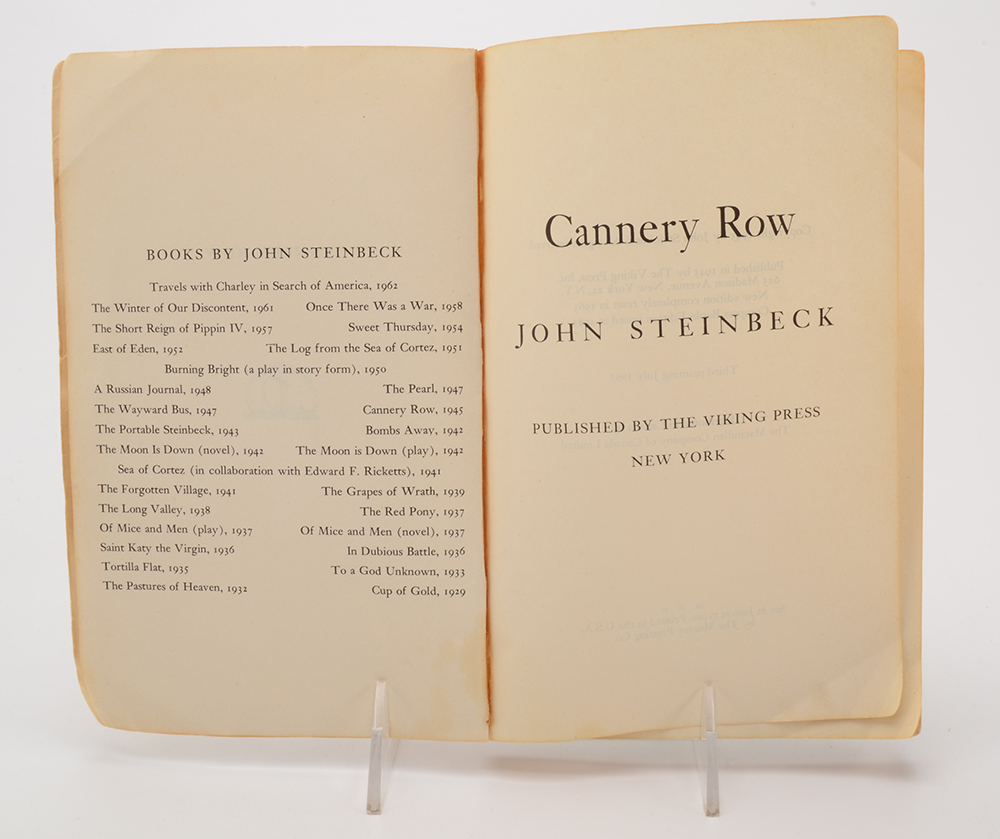 BOOKS BY JOHN STEINBECK
Travels with Charley in Search of America, 1962
The Winter of Our Discontent, 1961 Once There Was a War, 1958
The Short Reign of Pippin IV, 1957 Sweet Thursday, 1954
East of Eden, 1952 The Log from the Sea of Cortez, 1951
Burning Bright (a play in story form), 1950
A Russian Journal, 1948 The Pearl, 1947
The Wayward Bus, 1947 Cannery Row, 1945
The Portable Steinbeck, 1943 Bombs Away, 1942
The Moon Is Down (novel), 1942 The Moon is Down (play), 1942
Sea of Cortez (in collaboration with Edward F. Ricketts), 1941
The Forgotten Village, 1941 The Grapes of Wrath, 1939
The Long Valley, 1938 The Red Pony, 1937
Of Mice and Men (play), 1937 Of Mice and Men (novel), 1937
Saint Katy the Virgin, 1936 In Dubious Battle, 1936
Tortilla Flat, 1935 To a God Unknown, 1933
The Pastures of Heaven, 1932 Cup of Gold, 1929
Cannery Row
JOHN STEINBECK
PUBLISHED BY THE VIKING PRESS
NEW YORK